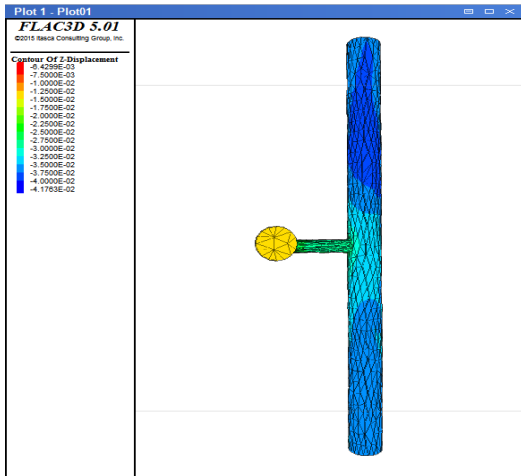 Plot 1 - Plot01
FLAC3D 5.01
©2015 Itasca Consulting Group, Inc.
Contour Of Z-Displacement
-6.4299E-03
-7.5000E-03
-1.0000E-02
-1.2500E-02
-1.5000E-02
-1.7500E-02
-2.0000E-02
-2.2500E-02
-2.5000E-02
-2.7500E-02
-3.0000E-02
-3.2500E-02
-3.5000E-02
-3.7500E-02
-4.0000E-02
-4.1763E-02